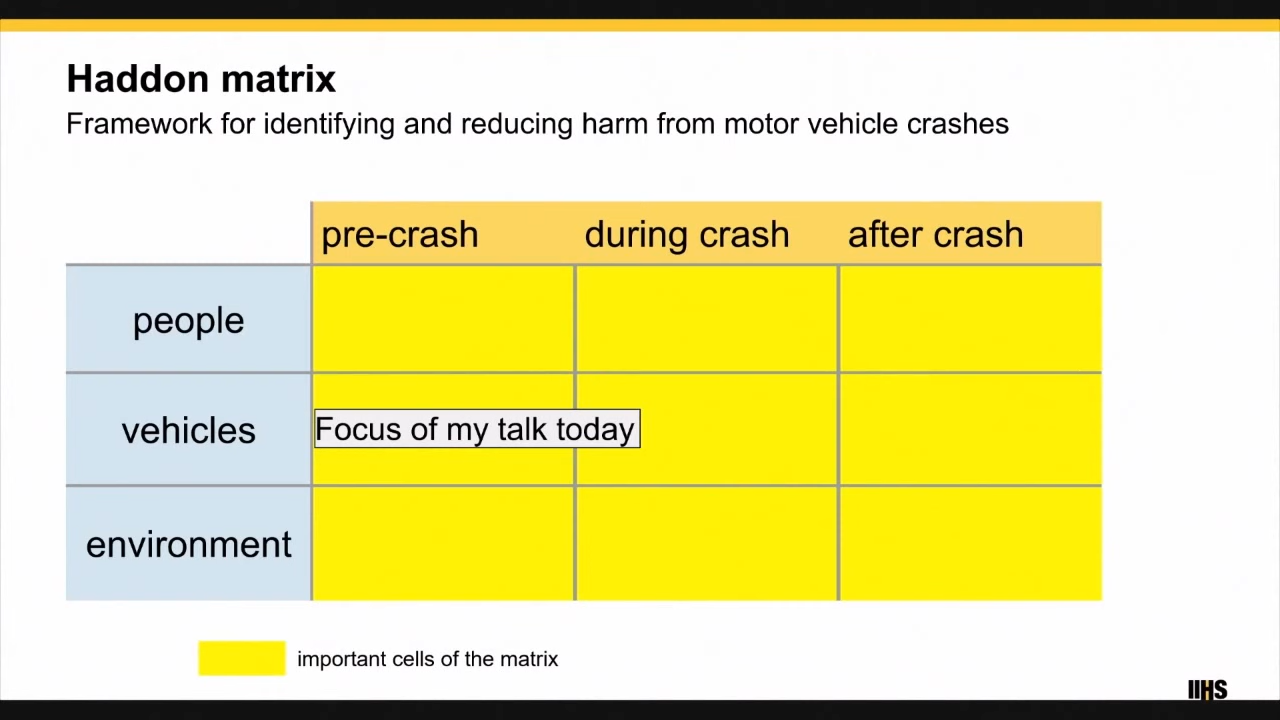 Haddon matrix
Framework for identifying and reducing harm from motor vehicle crashes
pre-crash during crash after crash
people
vehicles Focus of my talk today
environment
important cells of the matrix
IIHS